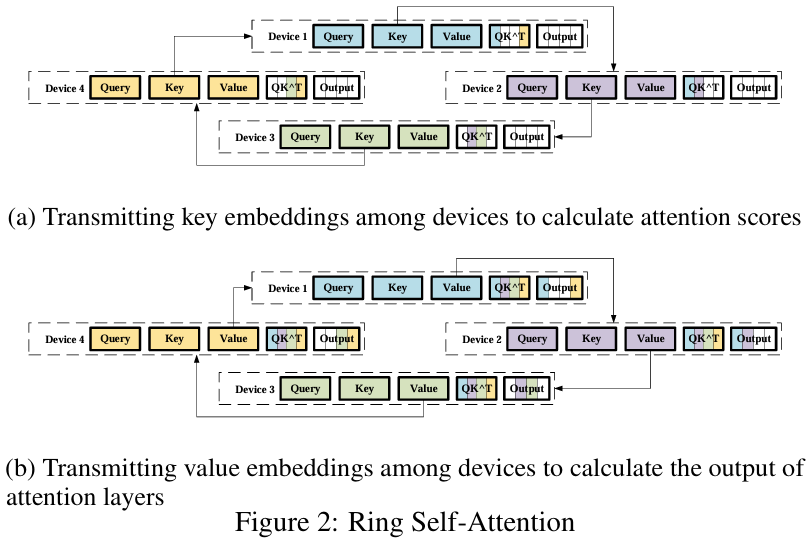 Device 1 Query Key Value QK^T Output
Device 4 Query Key Value QK^T Output
Device 2 Query Key Value QK^T Output
Device 3 Query Key Value QK^T Output
(a) Transmitting key embeddings among devices to calculate attention scores
Device 1 Query Key Value QK^T Output
Device 4 Query Key Value QK^T Output
Device 2 Query Key Value QK^T Output
Device 3 Query Key Value QK^T Output
(b) Transmitting value embeddings among devices to calculate the output of
attention layers
Figure 2: Ring Self-Attention